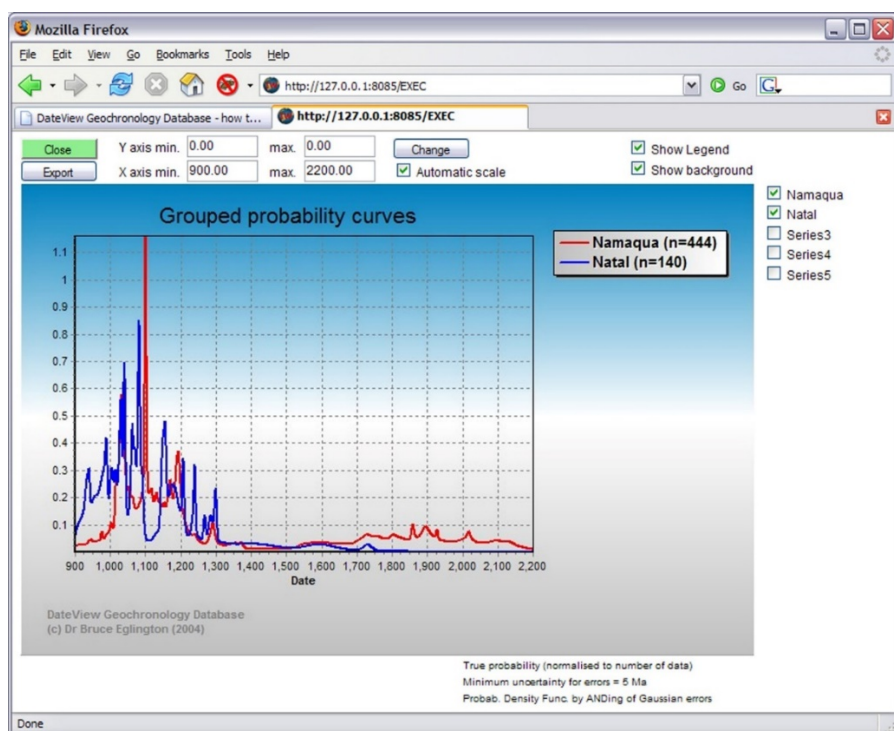 Mozilla Firefox
File Edit View Go Bookmarks Tools Help
http://127.0.0.1:8085/EXEC Go G
DateView Geochronology Database - how t... http://127.0.0.1:8085/EXEC
Close Y axis min. 0.00 max. 0.00 Change Show Legend
Export X axis min. 900.00 max. 2200.00 Automatic scale Show background
Namaqua
Natal
Series3
Series4
Series5
Grouped probability curves
Namaqua (n=444)
Natal (n=140)
1.1
1
0.9
0.8
0.7
0.6
0.5
0.4
0.3
0.2
0.1
900 1,000 1,100 1,200 1,300 1,400 1,500 1,600 1,700 1,800 1,900 2,000 2,100 2,200
Date
DateView Geochronology Database
(c) Dr Bruce Eglington (2004)
True probability (normalised to number of data)
Minimum uncertainty for errors = 5 Ma
Probab. Density Func. by ANDing of Gaussian errors
Done